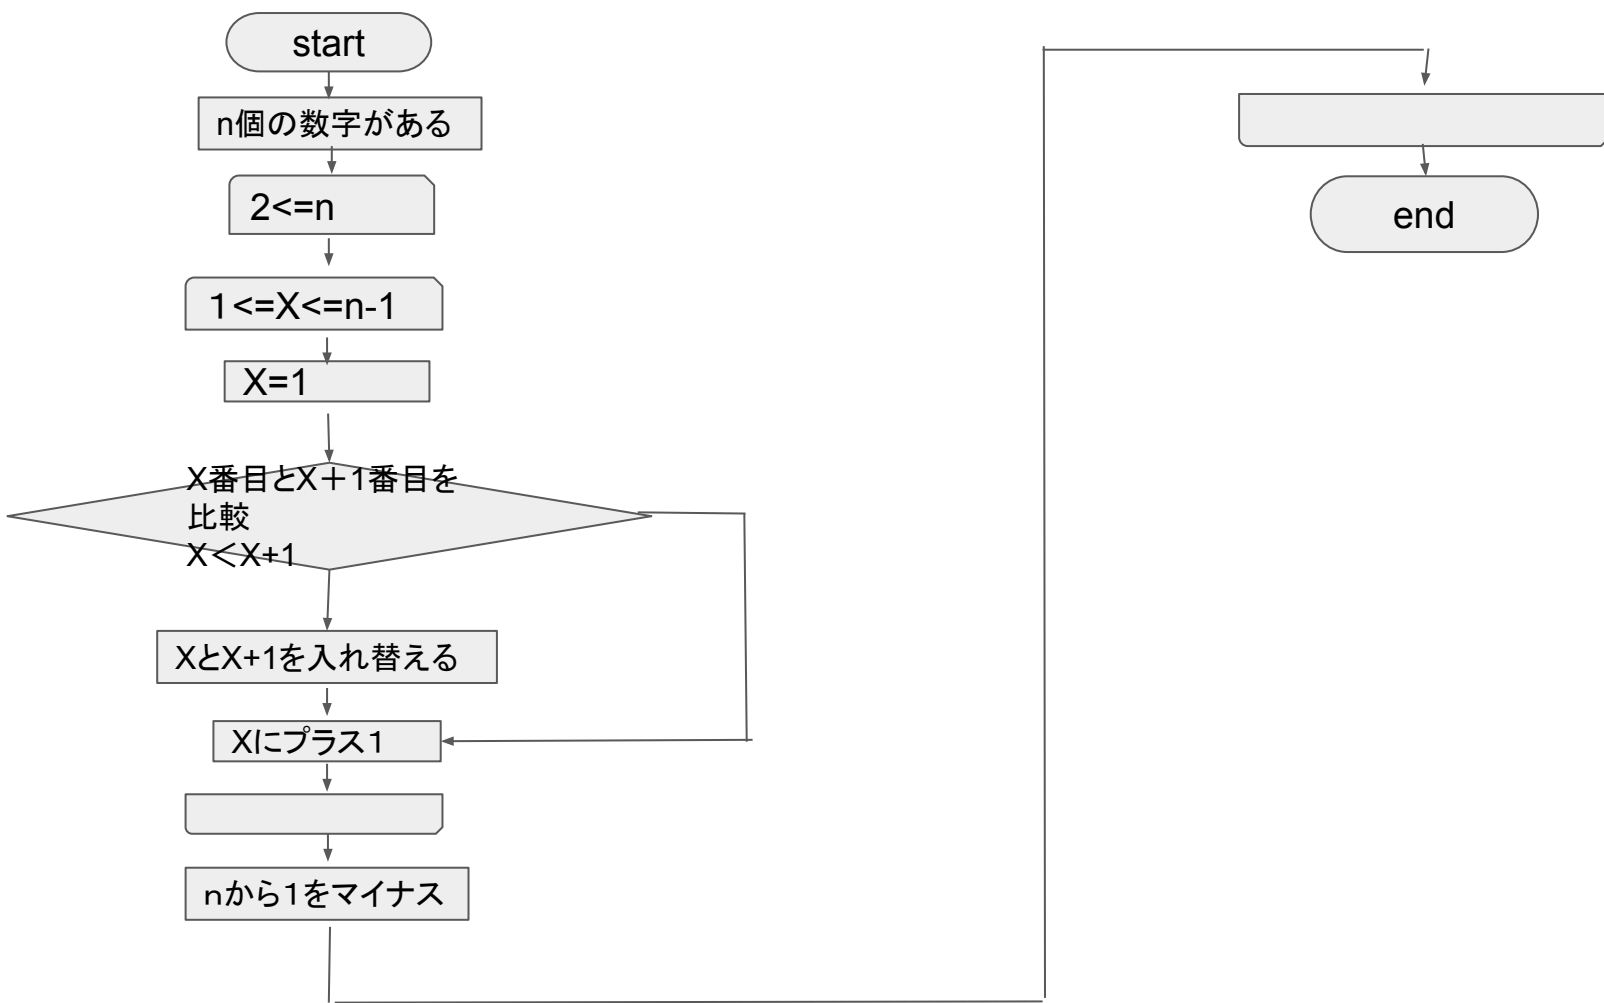 start
n個の数字がある
2<=n
１<=X<=n-1
X=1
X番目とX＋1番目を
比較
X＜X+1
XとX+1を入れ替える
Xにプラス１
ｎから１をマイナス
end